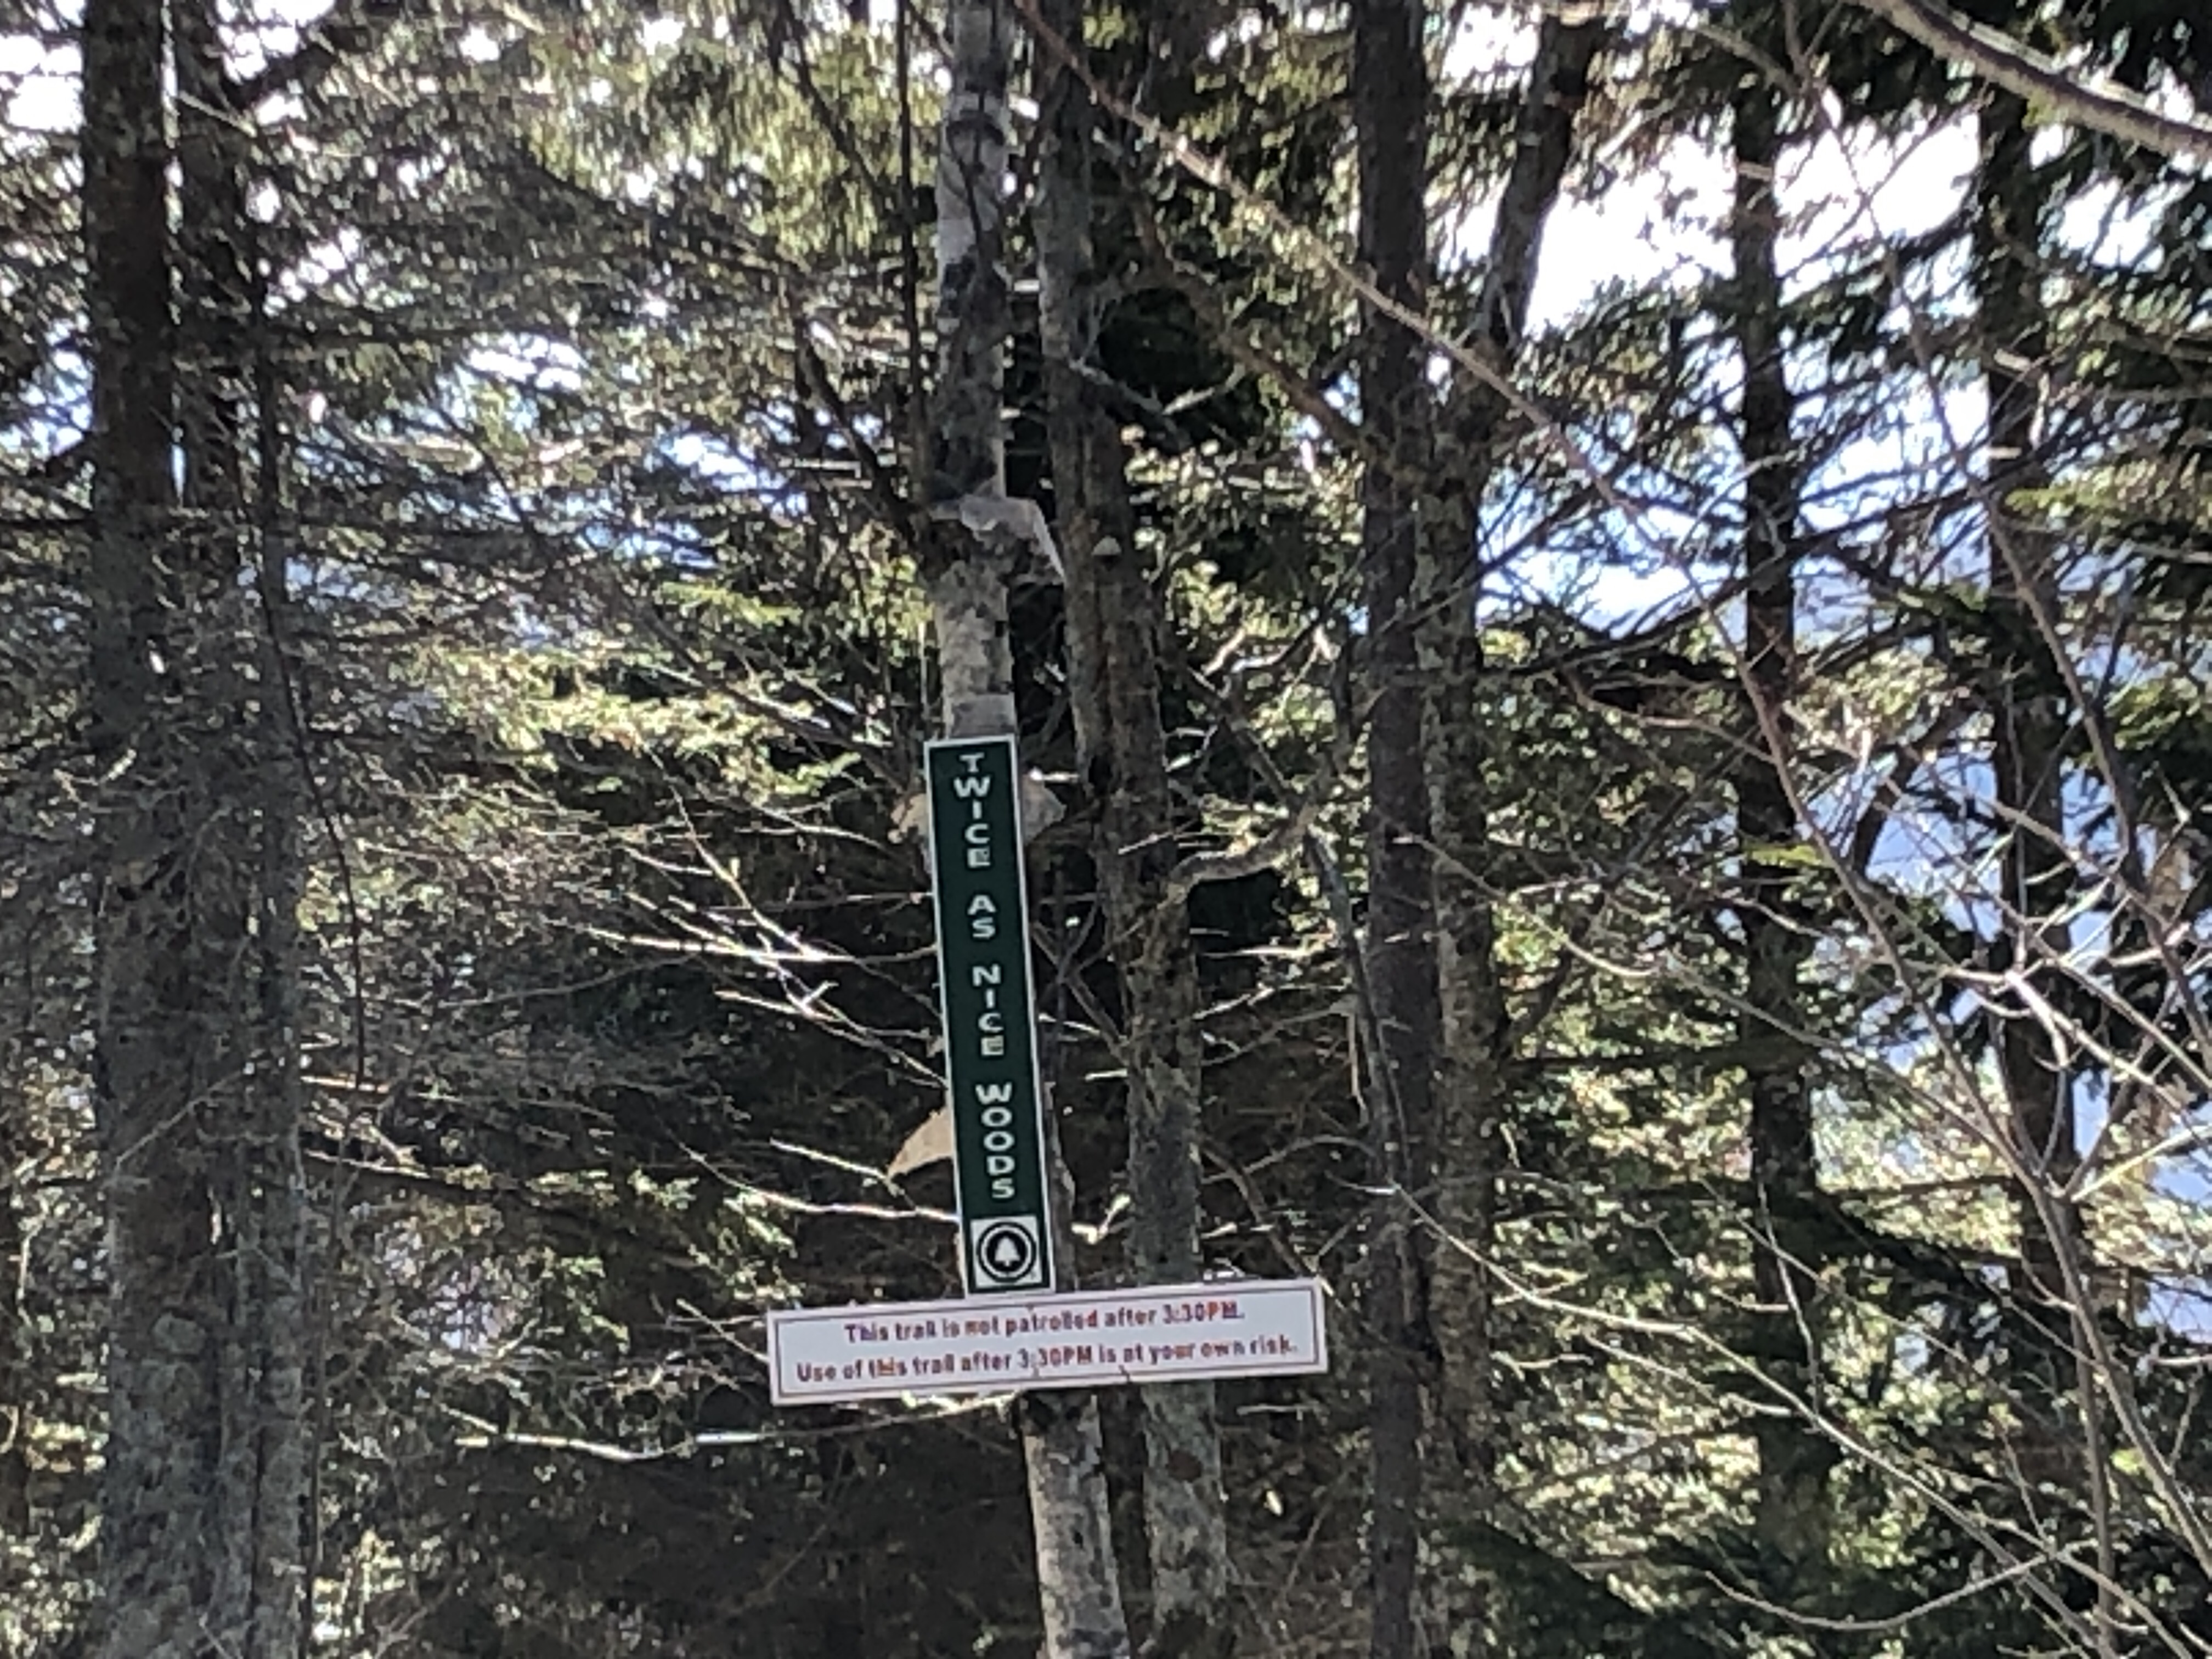 TWICE AS NICE WOODS
This trail is not patrolled after 3:30PM.
Use of this trail after 3:30PM is at your own risk.